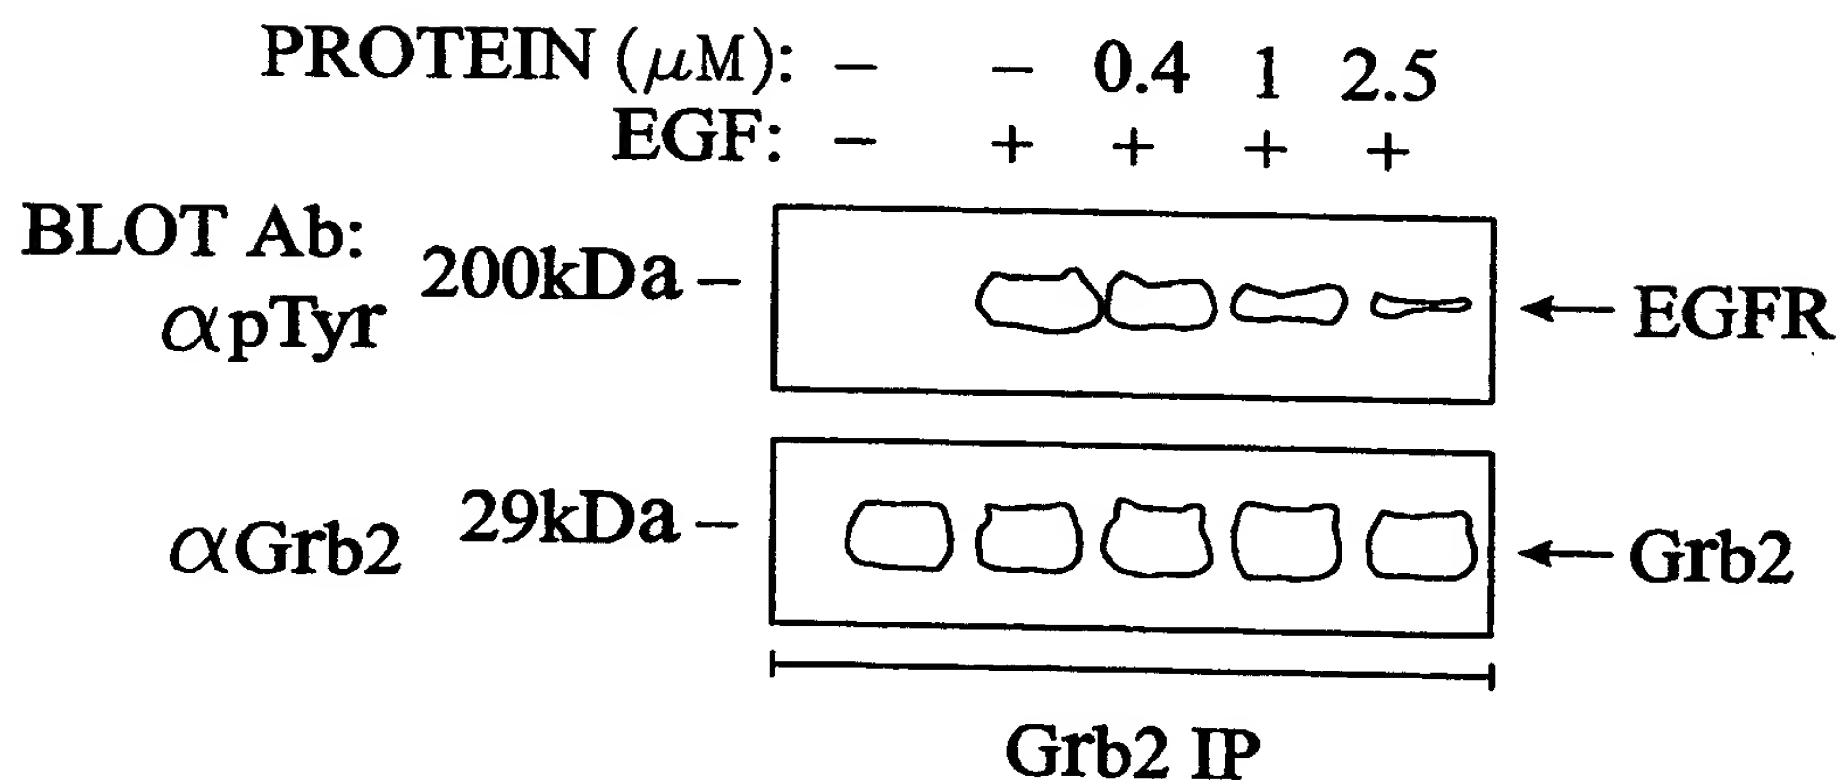 PROTEIN (μM): – – 0.4 1 2.5
EGF: – + + + +
BLOT Ab:
200kDa –
αpTyr
EGFR
29kDa –
αGrb2
Grb2
Grb2 IP